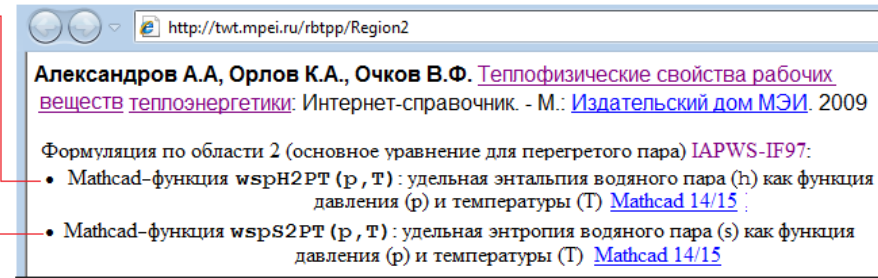 http://twt.mpei.ru/rbtpp/Region2
Александров А.А, Орлов К.А., Очков В.Ф. Теплофизические свойства рабочих
веществ теплоэнергетики: Интернет-справочник. - М.: Издательский дом МЭИ. 2009
Формуляция по области 2 (основное уравнение для перегретого пара) IAPWS-IF97:
• Mathcad-функция wspH2PT(p,T): удельная энтальпия водяного пара (h) как функция
давления (p) и температуры (T) Mathcad 14/15
• Mathcad-функция wspS2PT(p,T): удельная энтропия водяного пара (s) как функция
давления (p) и температуры (T) Mathcad 14/15